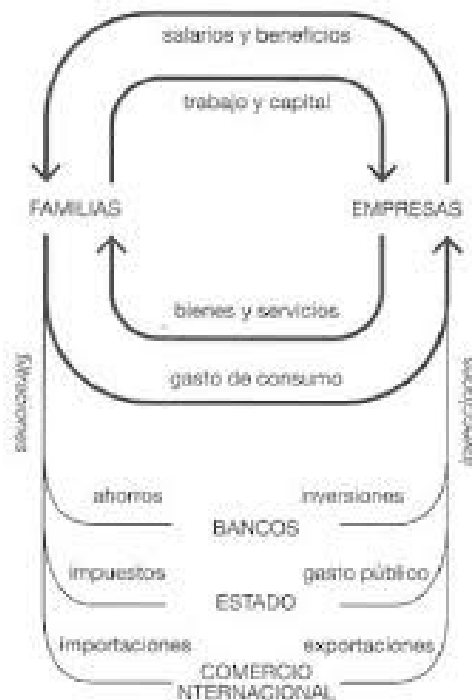 salarios y beneficios
trabajo y capital
FAMILIAS
EMPRESAS
bienes y servicios
gasto de consumo
filtraciones
inyecciones
ahorros
inversiones
BANCOS
impuestos
gasto público
ESTADO
importaciones
exportaciones
COMERCIO
NTERNACIONAL